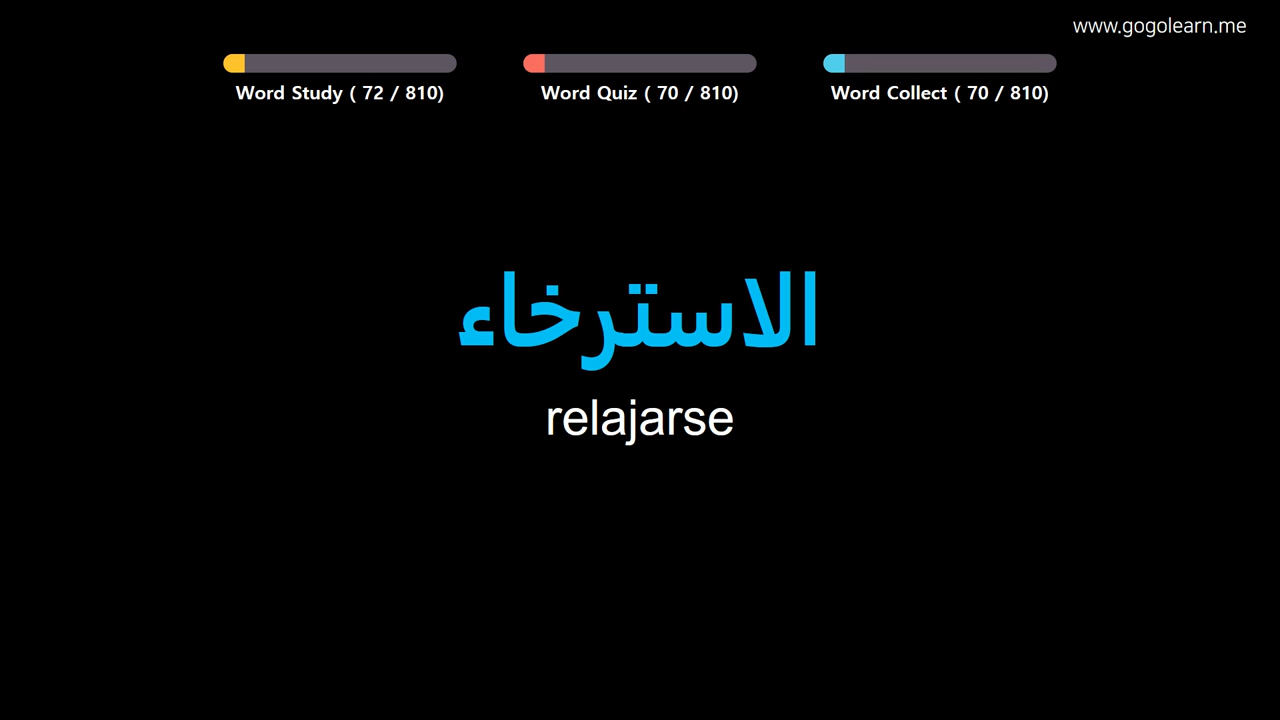 www.gogolearn.me
Word Study ( 72 / 810)
Word Quiz ( 70 / 810)
Word Collect ( 70 / 810)
الاسترخاء
relajarse